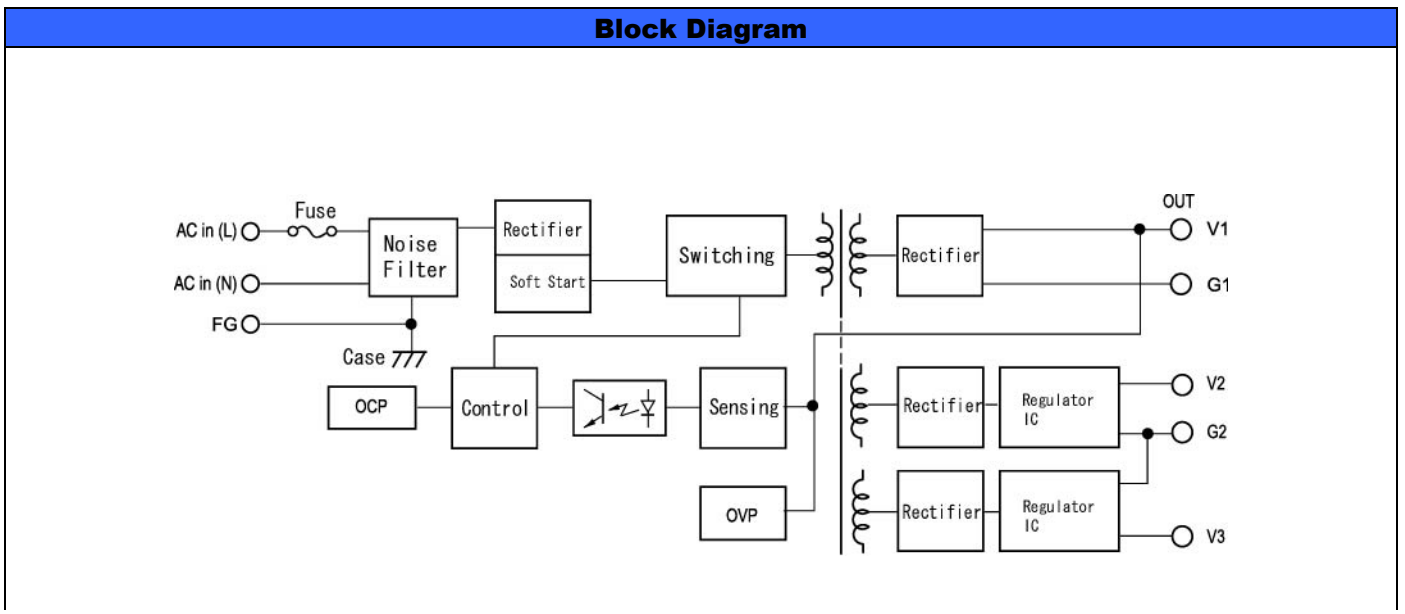 Block Diagram
OUT
Fuse
AC in (L)
Noise
Filter
Rectifier
Soft Start
Switching
Rectifier
V1
AC in (N)
G1
FG
Case
OCP
Control
Sensing
Rectifier
Regulator
IC
V2
G2
OVP
Rectifier
Regulator
IC
V3